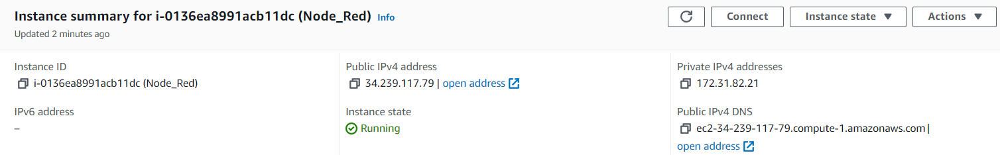 Instance summary for i-0136ea8991acb11dc (Node_Red) Info
Updated 2 minutes ago
Connect
Instance state
Actions
Instance ID
i-0136ea8991acb11dc (Node_Red)
Public IPv4 address
34.239.117.79 | open address
Private IPv4 addresses
172.31.82.21
IPv6 address
–
Instance state
Running
Public IPv4 DNS
ec2-34-239-117-79.compute-1.amazonaws.com |
open address